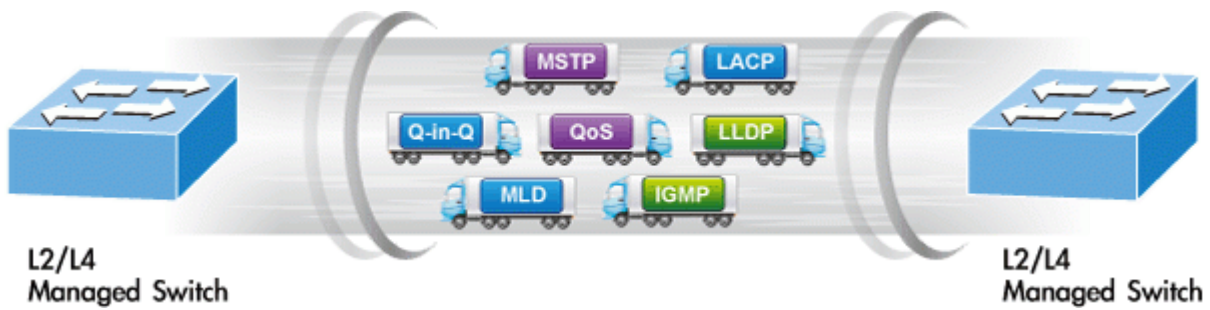 MSTP
LACP
Q-in-Q
QoS
LLDP
MLD
IGMP
L2/L4
Managed Switch
L2/L4
Managed Switch